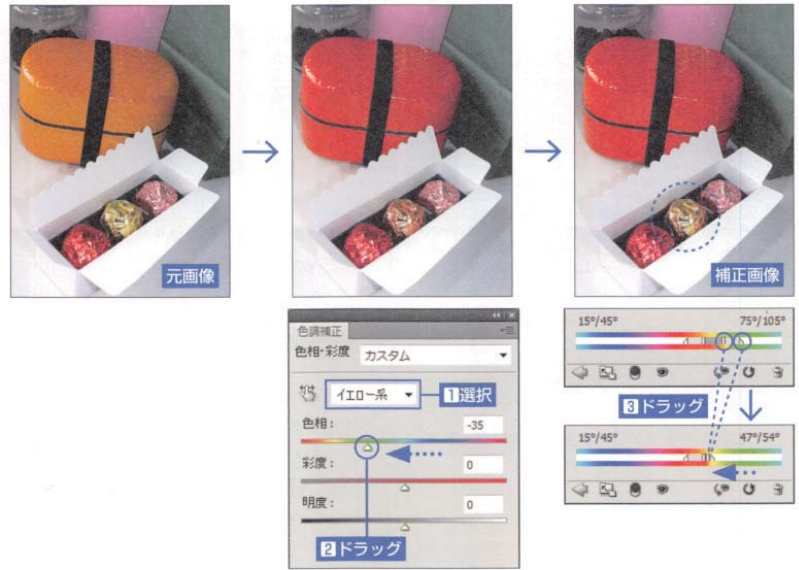 元画像
補正画像
色調補正
色相・彩度 カスタム
イエロー系
1選択
色相: -35
彩度: 0
明度: 0
2ドラッグ
15°/45° 75°/105°
3ドラッグ
15°/45° 47°/54°